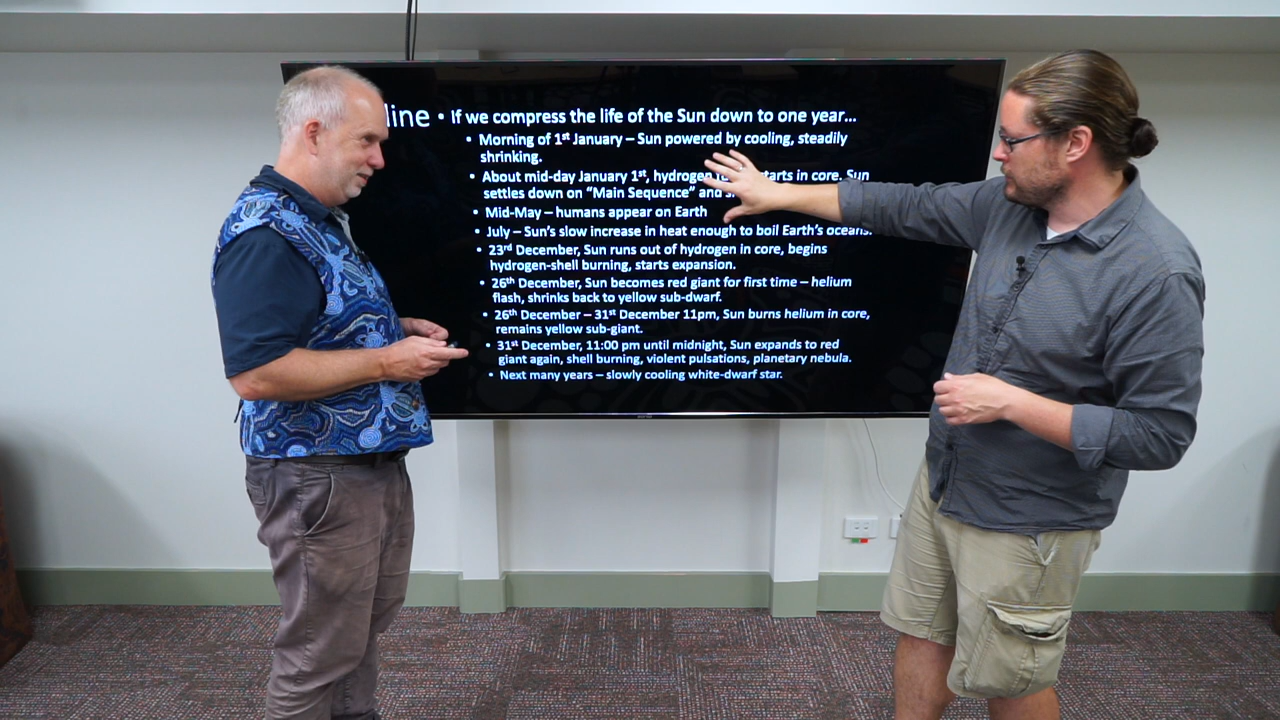 line • If we compress the life of the Sun down to one year...
• Morning of 1st January – Sun powered by cooling, steadily
shrinking.
• About mid-day January 1st, hydrogen starts in core. Sun
settles down on "Main Sequence" and
• Mid-May – humans appear on Earth
• July – Sun's slow increase in heat enough to boil Earth's oceans.
• 23rd December, Sun runs out of hydrogen in core, begins
hydrogen-shell burning, starts expansion.
• 26th December, Sun becomes red giant for first time – helium
flash, shrinks back to yellow sub-dwarf.
• 26th December – 31st December 11pm, Sun burns helium in core,
remains yellow sub-giant.
• 31st December, 11:00 pm until midnight, Sun expands to red
giant again, shell burning, violent pulsations, planetary nebula.
• Next many years – slowly cooling white-dwarf star.